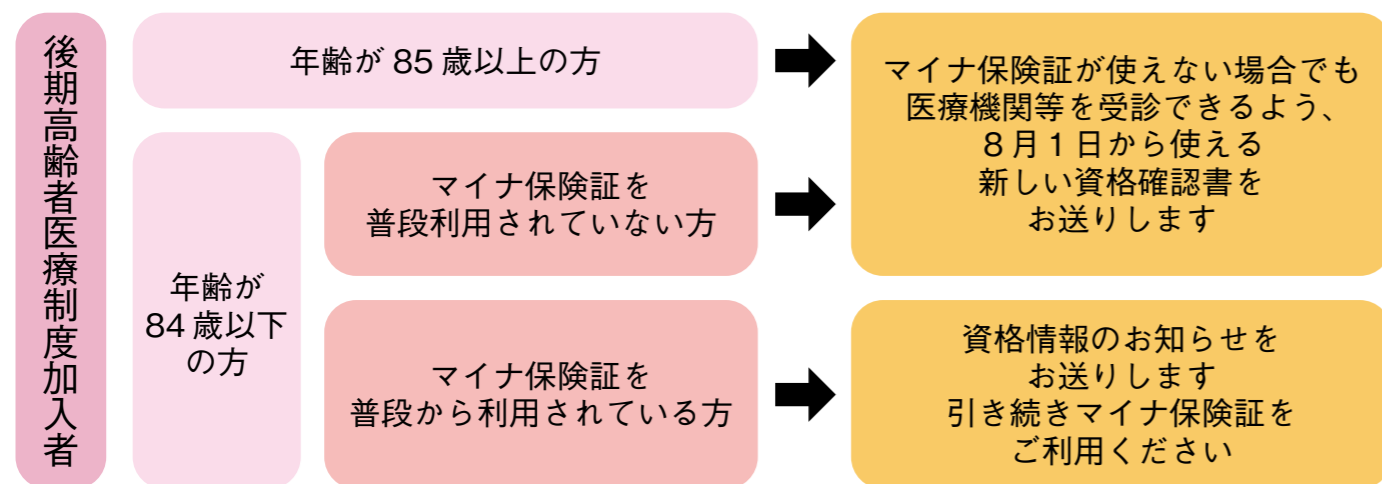 後期高齢者医療制度加入者
年齢が 85 歳以上の方
マイナ保険証が使えない場合でも
医療機関等を受診できるよう、
８月１日から使える
新しい資格確認書を
お送りします
年齢が
84 歳以下
の方
マイナ保険証を
普段利用されていない方
マイナ保険証を
普段から利用されている方
資格情報のお知らせを
お送りします
引き続きマイナ保険証を
ご利用ください